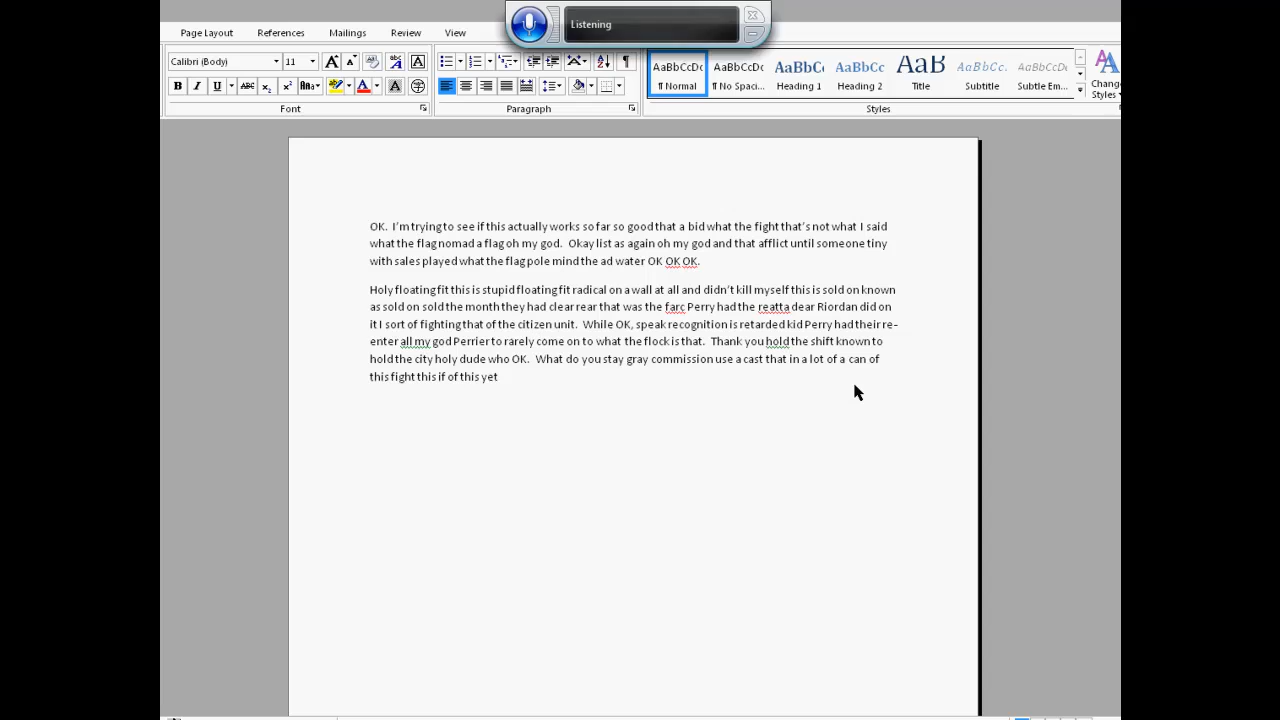 Listening
Page Layout References Mailings Review View
Calibri (Body) 11
AaBbCcDc AaBbCcDc AaBbC AaBbCc AaB AaBbCc. AaBbCcDc
¶ Normal ¶ No Spaci... Heading 1 Heading 2 Title Subtitle Subtle Em... Change Styles
Font Paragraph Styles
OK. I'm trying to see if this actually works so far so good that a bid what the fight that's not what I said
what the flag nomad a flag oh my god. Okay list as again oh my god and that afflict until someone tiny
with sales played what the flag pole mind the ad water OK OK OK.
Holy floating fit this is stupid floating fit radical on a wall at all and didn't kill myself this is sold on known
as sold on sold the month they had clear rear that was the farc Perry had the reatta dear Riordan did on
it I sort of fighting that of the citizen unit. While OK, speak recognition is retarded kid Perry had their re-
enter all my god Perrier to rarely come on to what the flock is that. Thank you hold the shift known to
hold the city holy dude who OK. What do you stay gray commission use a cast that in a lot of a can of
this fight this if of this yet